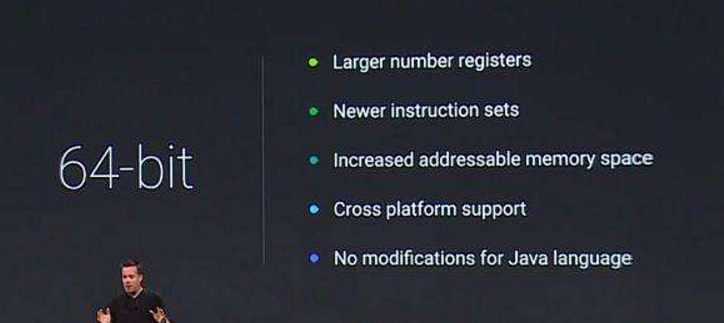 64-bit
Larger number registers
Newer instruction sets
Increased addressable memory space
Cross platform support
No modifications for Java language